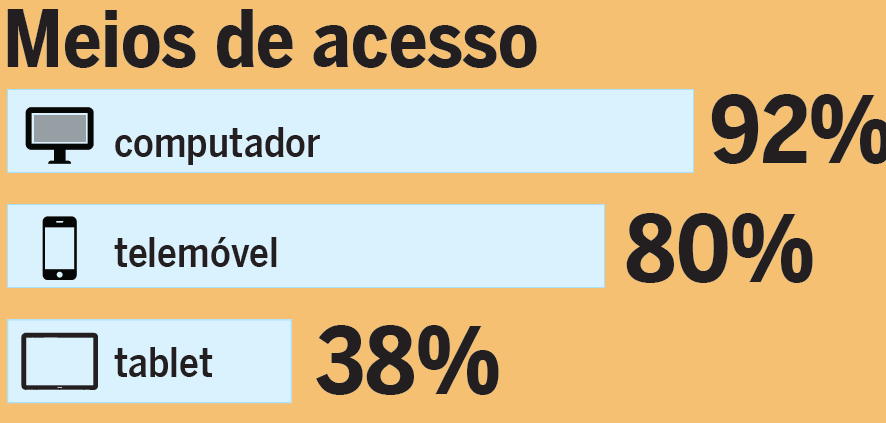 Meios de acesso
computador 92%
telemóvel 80%
tablet 38%